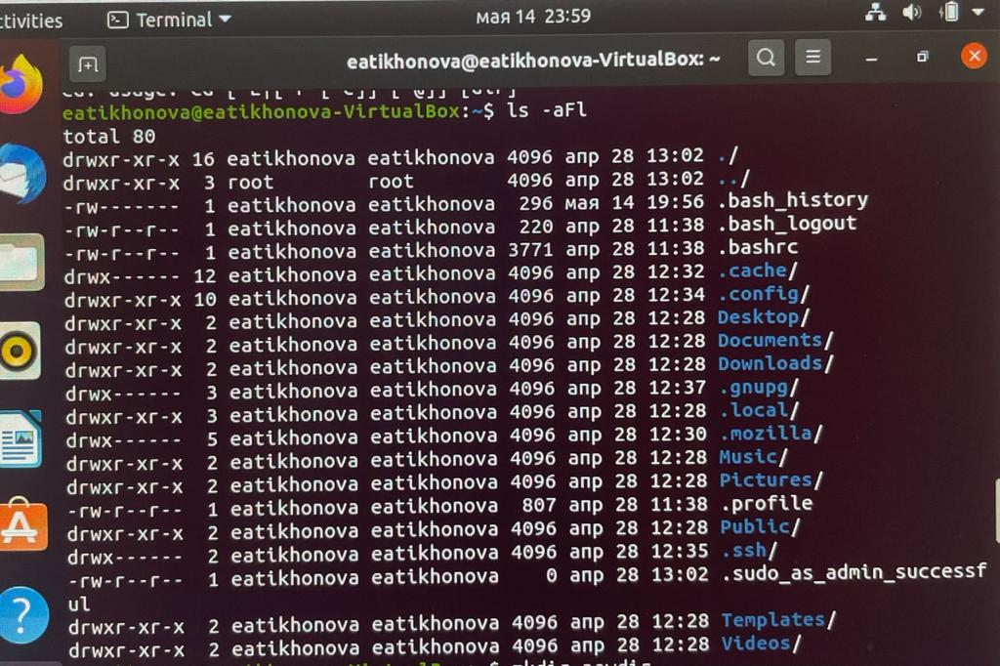 ctivities Terminal мая 14 23:59
eatikhonova@eatikhonova-VirtualBox: ~
eatikhonova@eatikhonova-VirtualBox:~$ ls -aFl
total 80
drwxr-xr-x 16 eatikhonova eatikhonova 4096 апр 28 13:02 ./
drwxr-xr-x 3 root root 4096 апр 28 13:02 ../
-rw------- 1 eatikhonova eatikhonova 296 мая 14 19:56 .bash_history
-rw-r--r-- 1 eatikhonova eatikhonova 220 апр 28 11:38 .bash_logout
-rw-r--r-- 1 eatikhonova eatikhonova 3771 апр 28 11:38 .bashrc
drwx------ 12 eatikhonova eatikhonova 4096 апр 28 12:32 .cache/
drwxr-xr-x 10 eatikhonova eatikhonova 4096 апр 28 12:34 .config/
drwxr-xr-x 2 eatikhonova eatikhonova 4096 апр 28 12:28 Desktop/
drwxr-xr-x 2 eatikhonova eatikhonova 4096 апр 28 12:28 Documents/
drwxr-xr-x 2 eatikhonova eatikhonova 4096 апр 28 12:28 Downloads/
drwx------ 3 eatikhonova eatikhonova 4096 апр 28 12:37 .gnupg/
drwxr-xr-x 3 eatikhonova eatikhonova 4096 апр 28 12:28 .local/
drwx------ 5 eatikhonova eatikhonova 4096 апр 28 12:30 .mozilla/
drwxr-xr-x 2 eatikhonova eatikhonova 4096 апр 28 12:28 Music/
drwxr-xr-x 2 eatikhonova eatikhonova 4096 апр 28 12:28 Pictures/
-rw-r--r-- 1 eatikhonova eatikhonova 807 апр 28 11:38 .profile
drwxr-xr-x 2 eatikhonova eatikhonova 4096 апр 28 12:28 Public/
drwx------ 2 eatikhonova eatikhonova 4096 апр 28 12:35 .ssh/
-rw-r--r-- 1 eatikhonova eatikhonova 0 апр 28 13:02 .sudo_as_admin_successf
ul
drwxr-xr-x 2 eatikhonova eatikhonova 4096 апр 28 12:28 Templates/
drwxr-xr-x 2 eatikhonova eatikhonova 4096 апр 28 12:28 Videos/